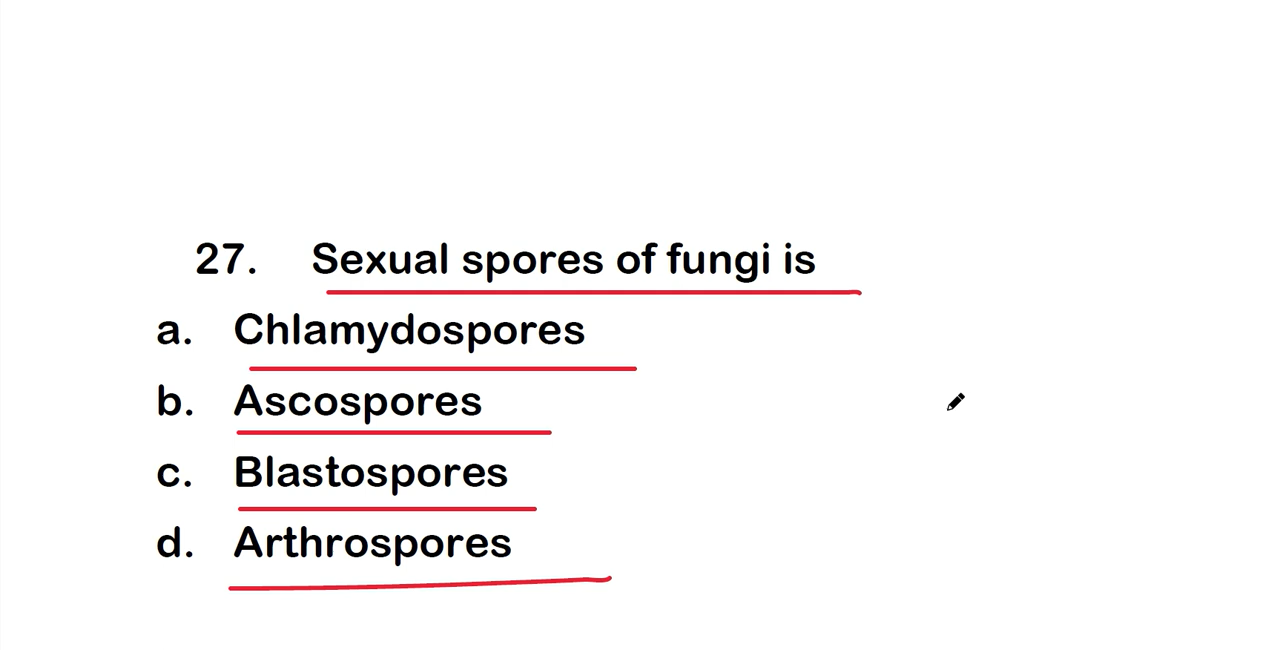 27. Sexual spores of fungi is
a. Chlamydospores
b. Ascospores
c. Blastospores
d. Arthrospores